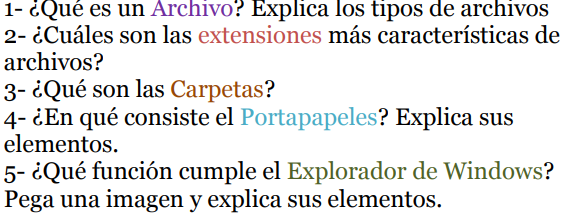 1- ¿Qué es un Archivo? Explica los tipos de archivos
2- ¿Cuáles son las extensiones más características de
archivos?
3- ¿Qué son las Carpetas?
4- ¿En qué consiste el Portapapeles? Explica sus
elementos.
5- ¿Qué función cumple el Explorador de Windows?
Pega una imagen y explica sus elementos.